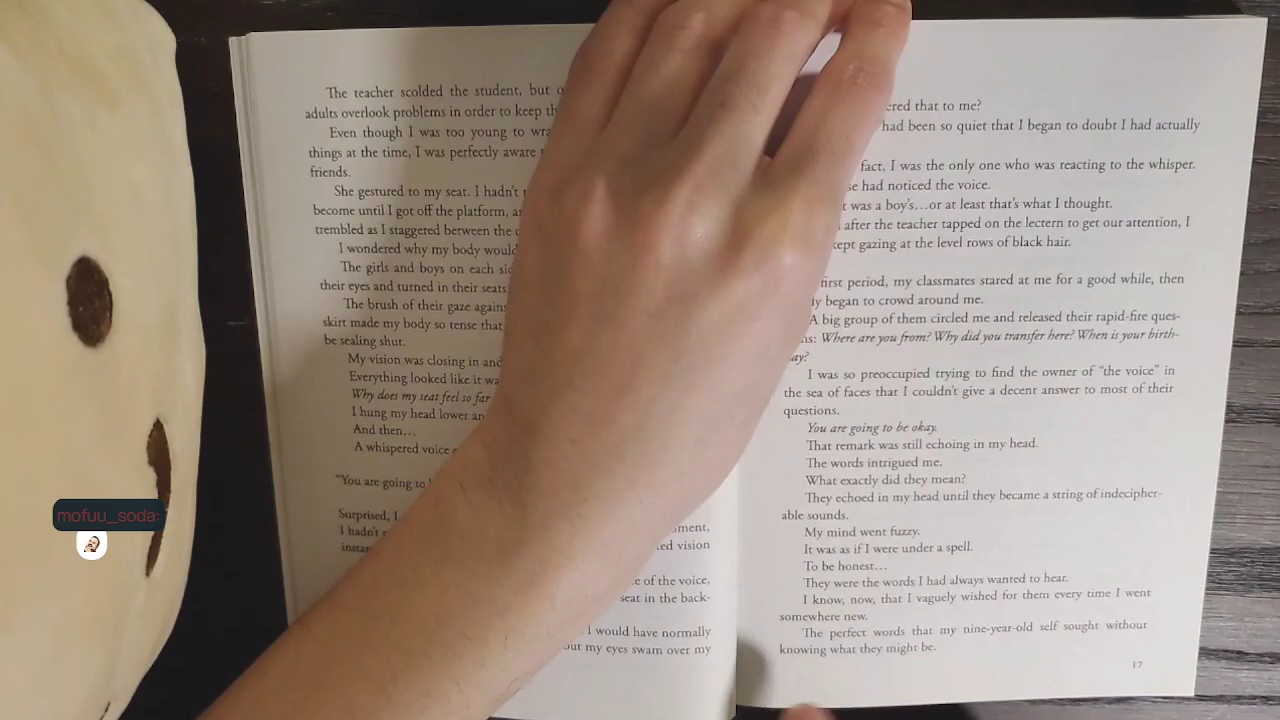 The teacher scolded the student, but
adults overlook problems in order to keep
Even though I was too young to
things at the time, I was perfectly aware
friends.
She gestured to my seat. I hadn't
become until I got off the platform,
trembled as I staggered between the
I wondered why my body would
The girls and boys on each
their eyes and turned in their seats
The brush of their gaze
skirt made my body so tense that
be sealing shut.
My vision was closing in
Everything looked like it
Why does my seat feel so far
I hung my head lower
And then…
A whispered voice
"You are going to
Surprised, I
I hadn't
of the voice,
seat in the back-
I would have normally
my eyes swam over my
that to me?
had been so quiet that I began to doubt I had actually
fact, I was the only one who was reacting to the whisper.
had noticed the voice.
was a boy's…or at least that's what I thought.
after the teacher tapped on the lectern to get our attention, I
gazing at the level rows of black hair.
first period, my classmates stared at me for a good while, then
began to crowd around me.
A big group of them circled me and released their rapid-fire ques-
Where are you from? Why did you transfer here? When is your birth-
I was so preoccupied trying to find the owner of "the voice" in
the sea of faces that I couldn't give a decent answer to most of their
questions.
You are going to be okay.
That remark was still echoing in my head.
The words intrigued me.
What exactly did they mean?
They echoed in my head until they became a string of indecipher-
able sounds.
My mind went fuzzy.
It was as if I were under a spell.
To be honest…
They were the words I had always wanted to hear.
I know, now, that I vaguely wished for them every time I went
somewhere new.
The perfect words that my nine-year-old self sought without
knowing what they might be.
17
mofuu_soda: